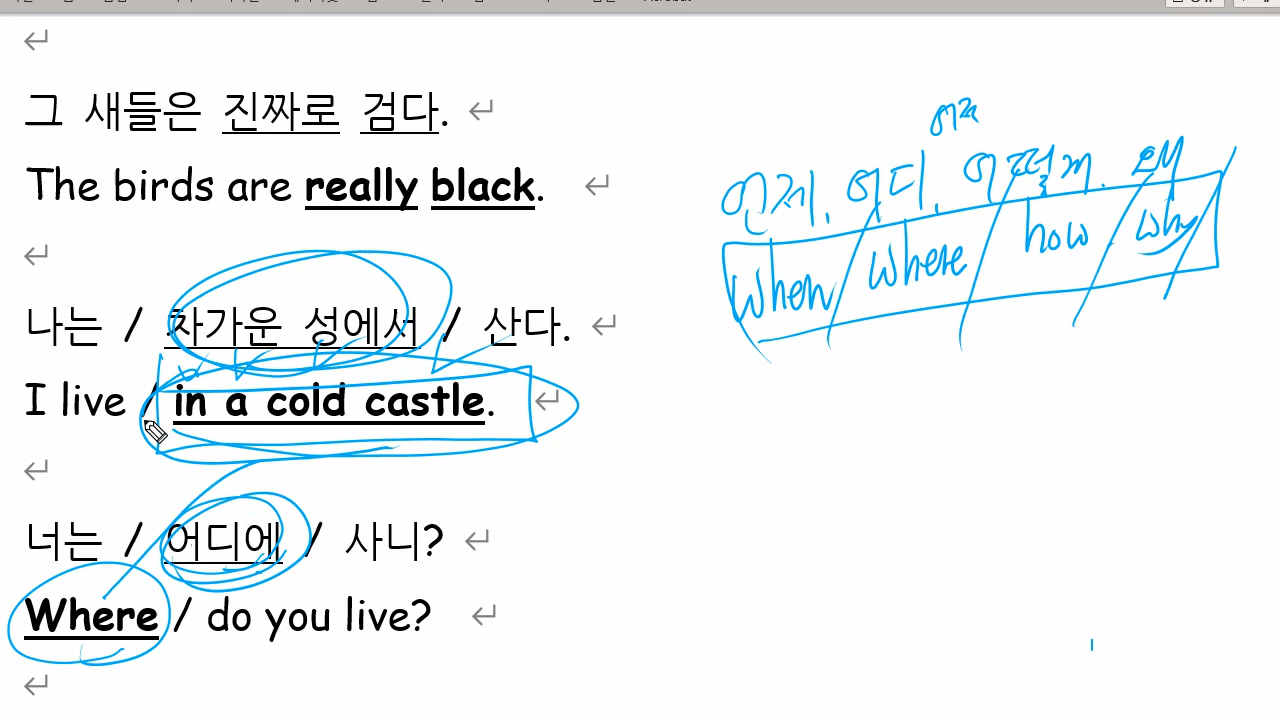 그 새들은 진짜로 검다.
The birds are really black.
나는 / 차가운 성에서 / 산다.
I live / in a cold castle.
너는 / 어디에 / 사니?
Where / do you live?
언제, 어디, 어떻게, 왜
when / where / how / why